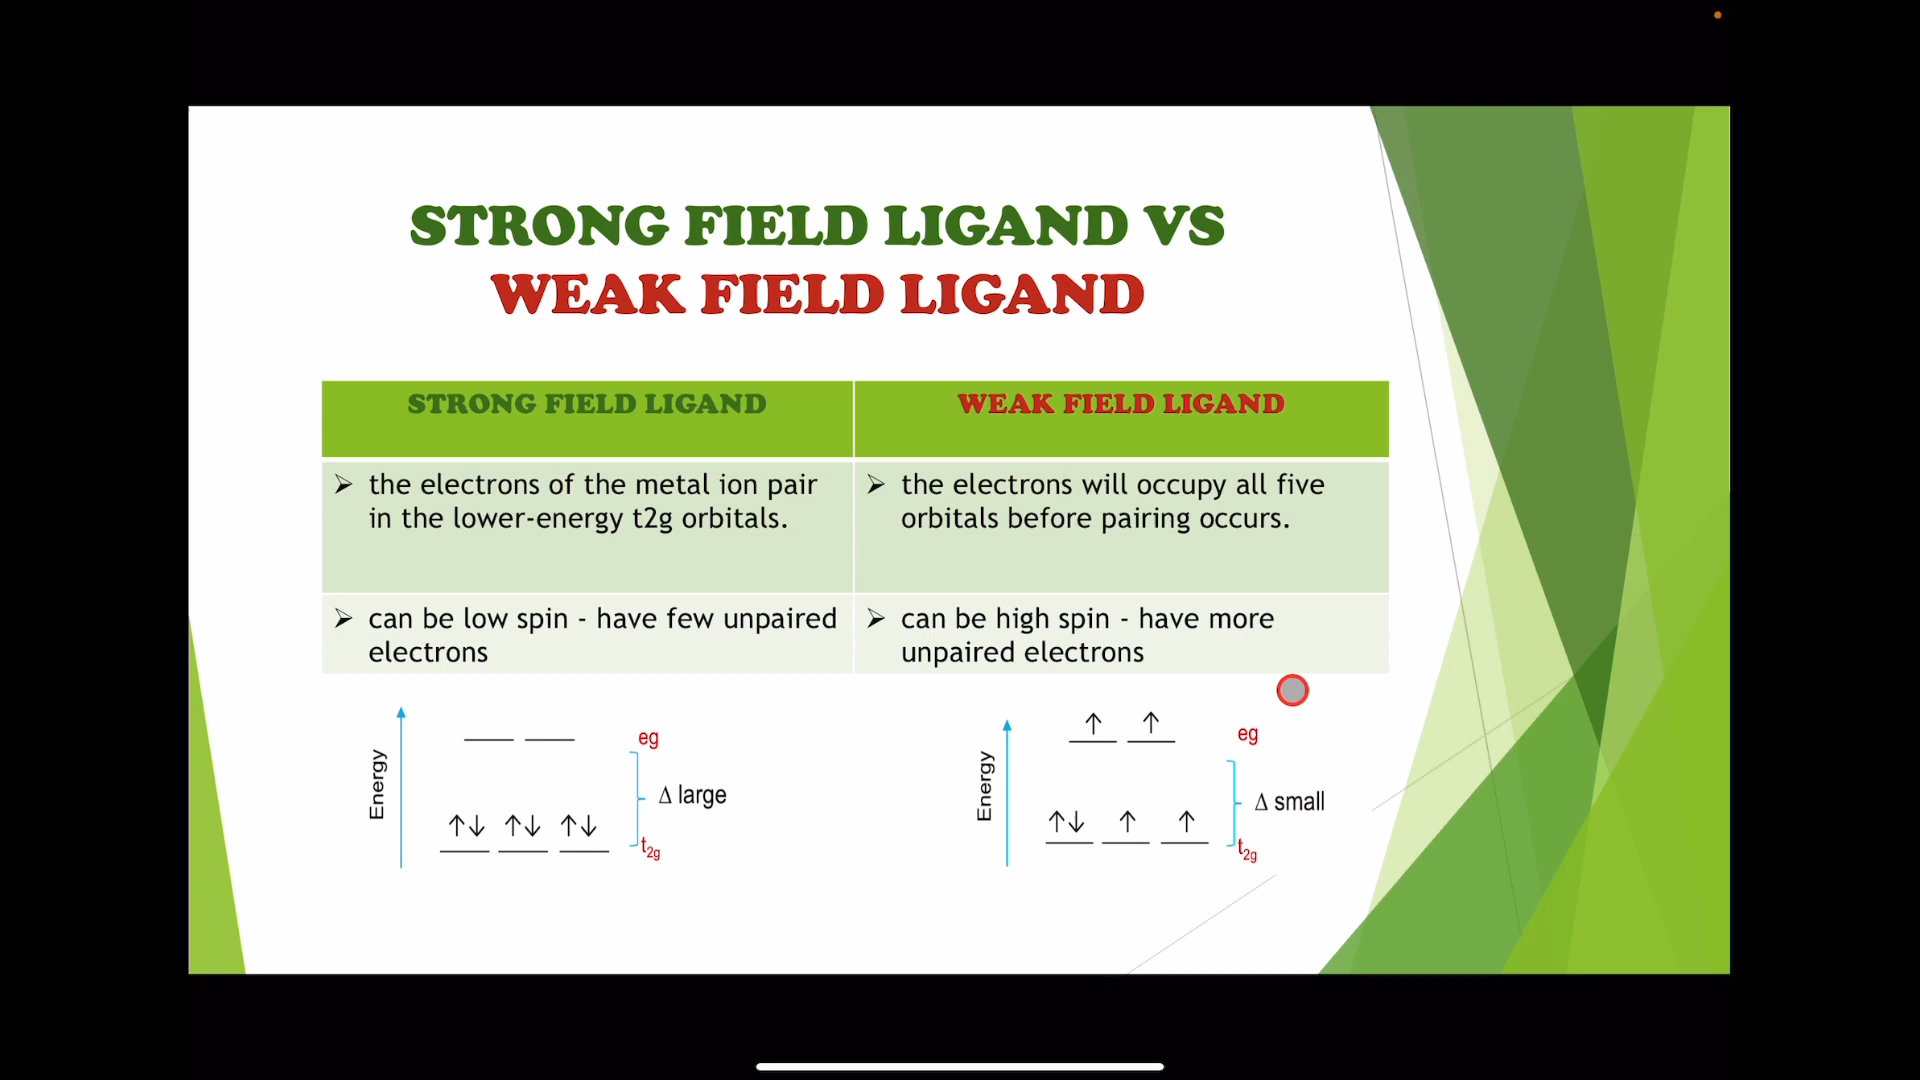 STRONG FIELD LIGAND VS
WEAK FIELD LIGAND
STRONG FIELD LIGAND
WEAK FIELD LIGAND
➢ the electrons of the metal ion pair
in the lower-energy t2g orbitals.
➢ the electrons will occupy all five
orbitals before pairing occurs.
➢ can be low spin - have few unpaired
electrons
➢ can be high spin - have more
unpaired electrons
Energy
eg
Δ large
↑↓ ↑↓ ↑↓
t2g
Energy
↑ ↑
eg
Δ small
↑↓ ↑ ↑
t2g